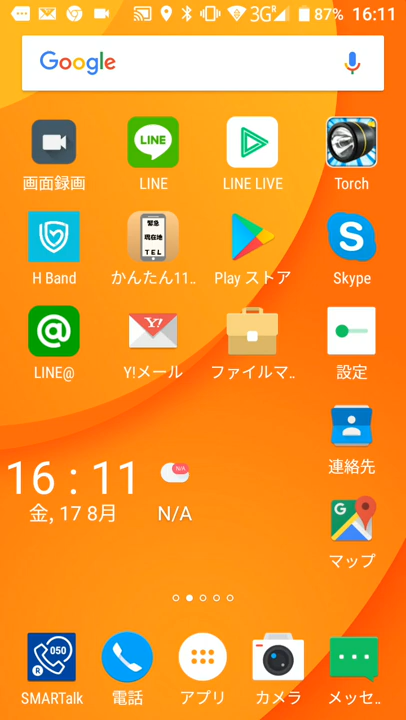 3G R 87% 16:11
Google
画面録画 LINE LINE LIVE Torch
H Band かんたん11.. Play ストア Skype
緊急
現在地
TEL
LINE@ Y!メール ファイルマ.. 設定
連絡先
16:11 N/A
金, 17 8月 N/A
マップ
050
R
SMARTalk 電話 アプリ カメラ メッセ..